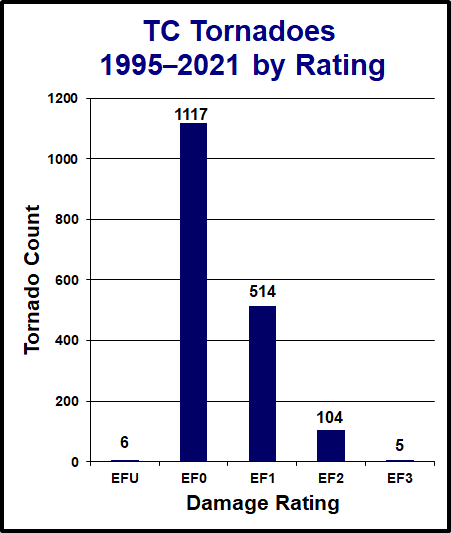 TC Tornadoes
1995–2021 by Rating
1200
1000
800
600
400
200
0
Tornado Count
6
1117
514
104
5
EFU EF0 EF1 EF2 EF3
Damage Rating